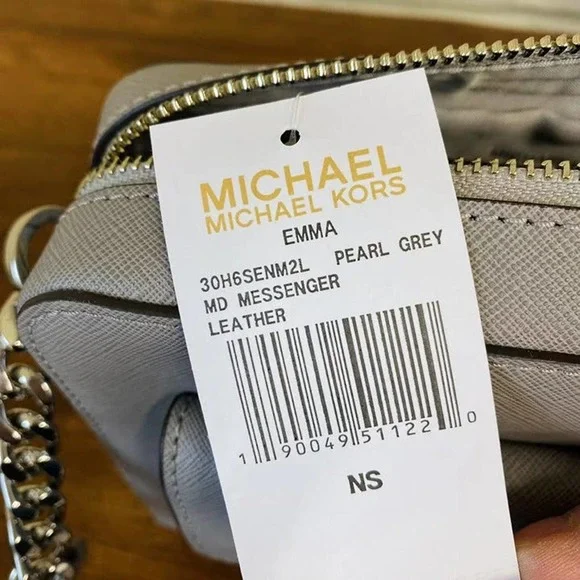 MICHAEL
MICHAEL KORS
EMMA
30H6SENM2L PEARL GREY
MD MESSENGER
LEATHER
1 90049 51122 0
NS